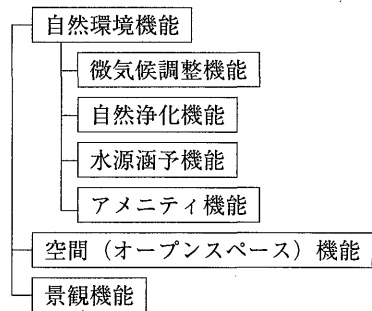 自然環境機能
微気候調整機能
自然浄化機能
水源涵予機能
アメニティ機能
空間（オープンスペース）機能
景観機能